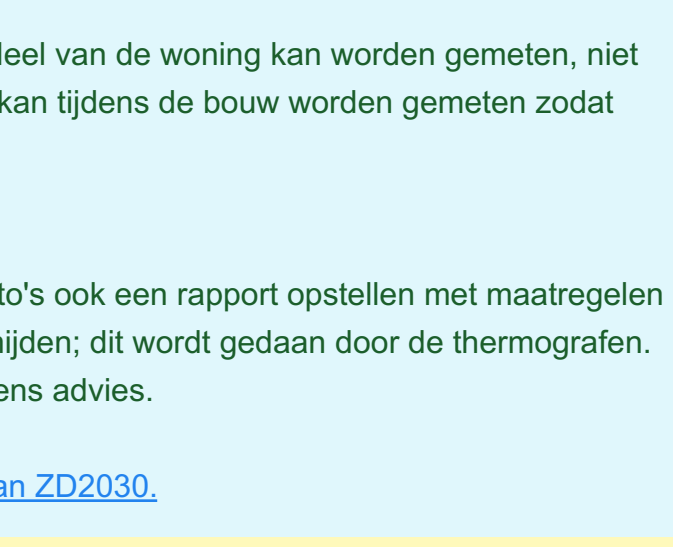 deel van de woning kan worden gemeten, niet
kan tijdens de bouw worden gemeten zodat
to's ook een rapport opstellen met maatregelen
ijden; dit wordt gedaan door de thermografen.
ens advies.
an ZD2030.